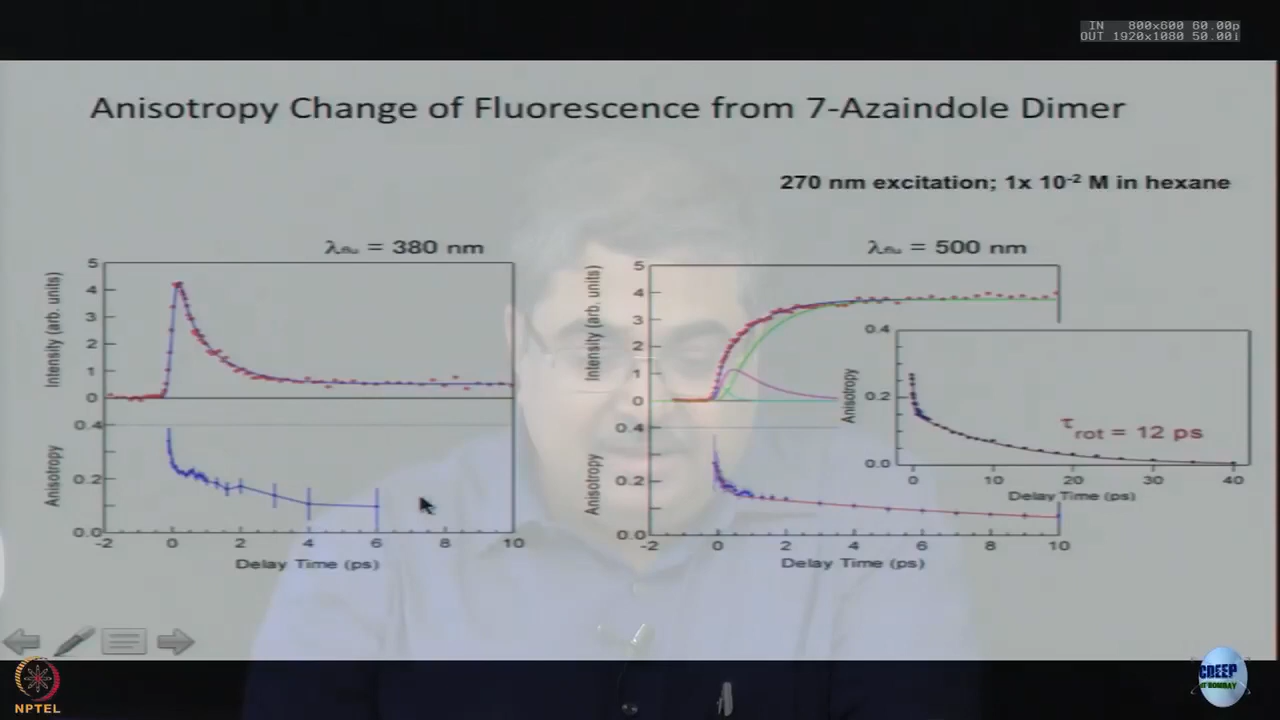 IN 800x600 60.00p
OUT 1920x1080 50.00i
Anisotropy Change of Fluorescence from 7-Azaindole Dimer
270 nm excitation; 1x 10-2 M in hexane
λflu = 380 nm
λflu = 500 nm
Intensity (arb. units)
5
4
3
2
1
0
Anisotropy
0.4
0.2
0.0
-2
0
2
4
6
8
10
Delay Time (ps)
Intensity (arb. units)
5
4
3
2
1
0
Anisotropy
0.4
0.2
0.0
-2
0
2
4
6
8
10
Delay Time (ps)
Anisotropy
0.4
0.2
0.0
τrot = 12 ps
0
10
20
30
40
Delay Time (ps)
NPTEL
CDEEP
IIT BOMBAY